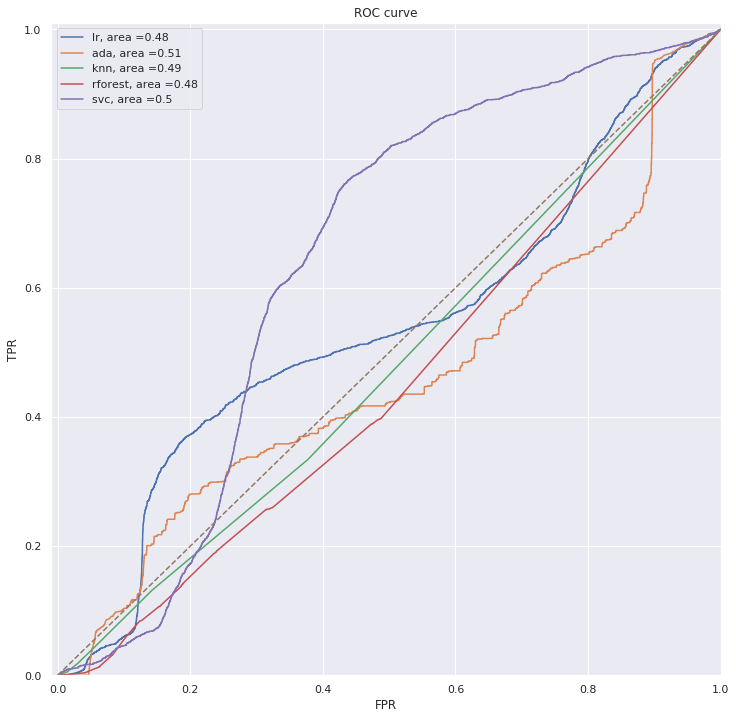 ROC curve
lr, area =0.48
ada, area =0.51
knn, area =0.49
rforest, area =0.48
svc, area =0.5
1.0
0.8
0.6
0.4
0.2
0.0
TPR
0.0 0.2 0.4 0.6 0.8 1.0
FPR